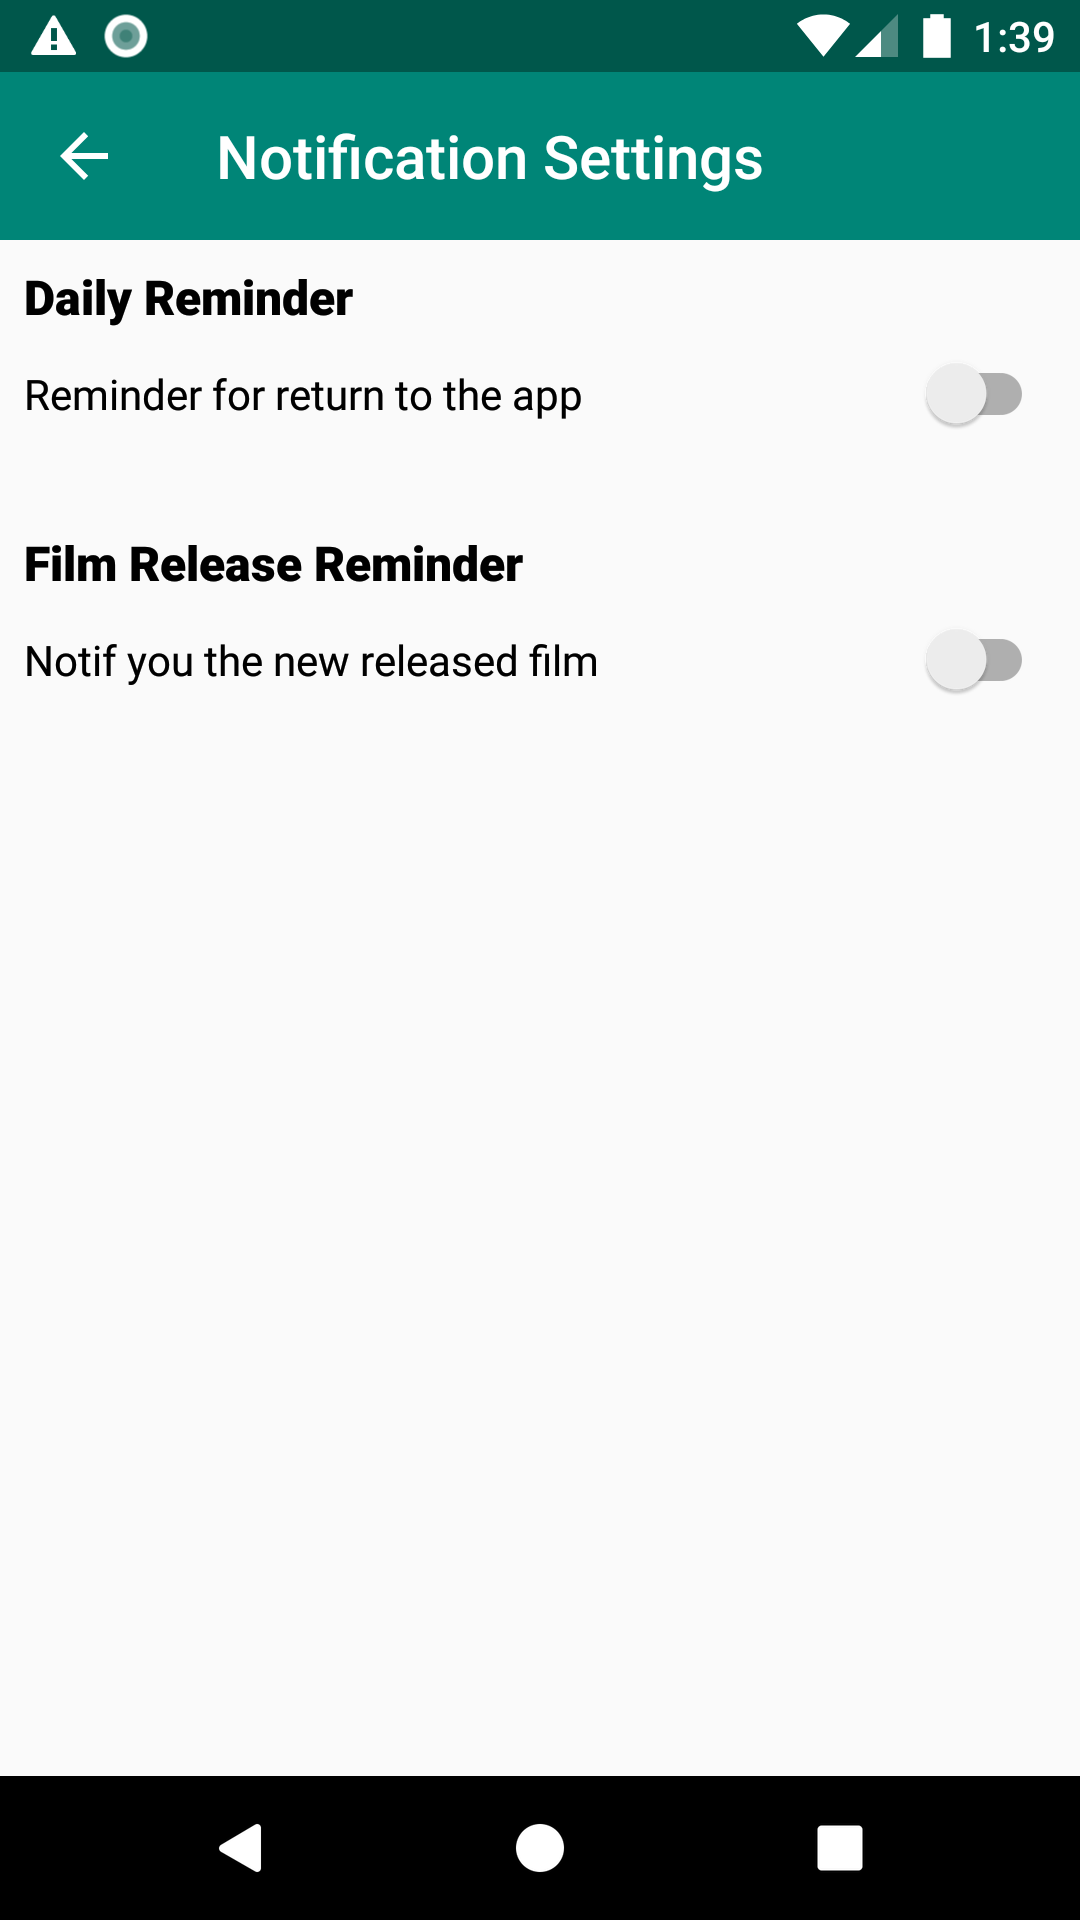 1:39
Notification Settings
Daily Reminder
Reminder for return to the app
Film Release Reminder
Notif you the new released film